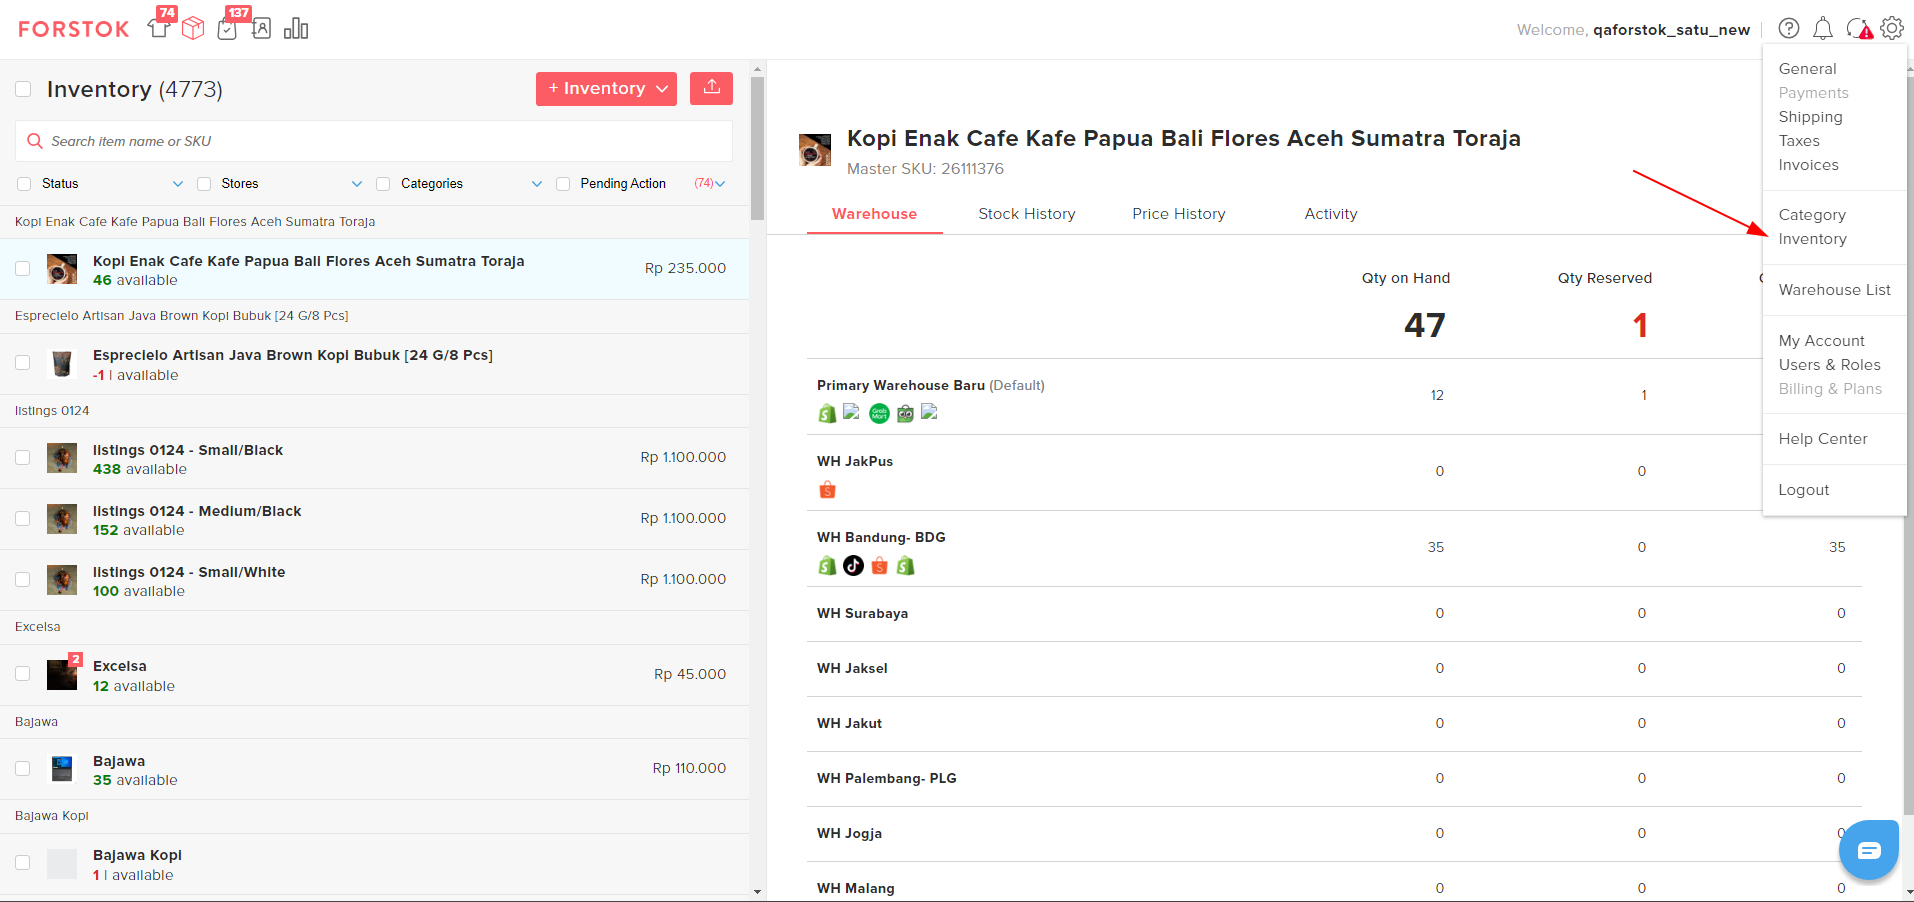 FORSTOK
74
137
Welcome, qaforstok_satu_new
Inventory (4773)
+ Inventory
Search item name or SKU
Status
Stores
Categories
Pending Action
(74)
Kopi Enak Cafe Kafe Papua Bali Flores Aceh Sumatra Toraja
Kopi Enak Cafe Kafe Papua Bali Flores Aceh Sumatra Toraja
46 available
Rp 235.000
Esprecielo Artisan Java Brown Kopi Bubuk [24 G/8 Pcs]
Esprecielo Artisan Java Brown Kopi Bubuk [24 G/8 Pcs]
-1 | available
listings 0124
listings 0124 - Small/Black
438 available
Rp 1.100.000
listings 0124 - Medium/Black
152 available
Rp 1.100.000
listings 0124 - Small/White
100 available
Rp 1.100.000
Excelsa
2
Excelsa
12 available
Rp 45.000
Bajawa
Bajawa
35 available
Rp 110.000
Bajawa Kopi
Bajawa Kopi
1 | available
Kopi Enak Cafe Kafe Papua Bali Flores Aceh Sumatra Toraja
Master SKU: 26111376
Warehouse
Stock History
Price History
Activity
Qty on Hand
Qty Reserved
47
1
Primary Warehouse Baru (Default)
Grab
Mart
12
1
WH JakPus
0
0
WH Bandung- BDG
35
0
35
WH Surabaya
0
0
0
WH Jaksel
0
0
0
WH Jakut
0
0
0
WH Palembang- PLG
0
0
0
WH Jogja
0
0
0
WH Malang
0
0
0
General
Payments
Shipping
Taxes
Invoices
Category
Inventory
Warehouse List
My Account
Users & Roles
Billing & Plans
Help Center
Logout